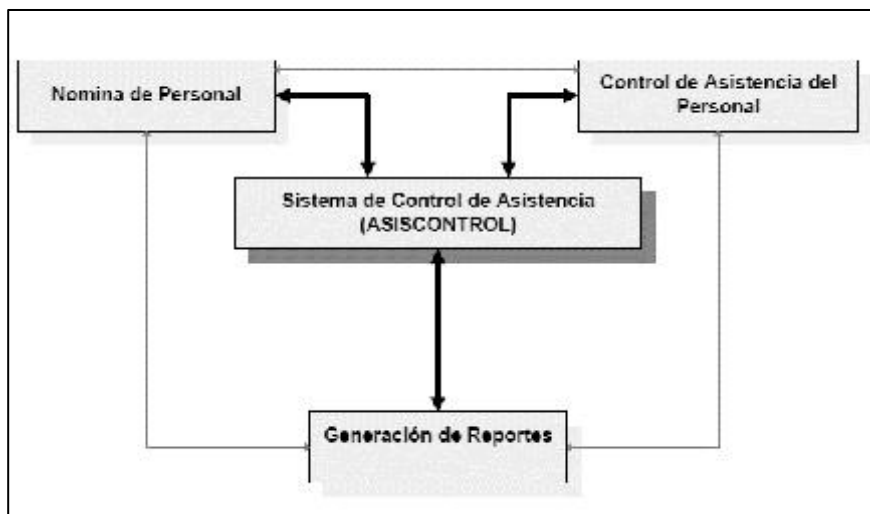 Nomina de Personal
Control de Asistencia del
Personal
Sistema de Control de Asistencia
(ASISCONTROL)
Generación de Reportes